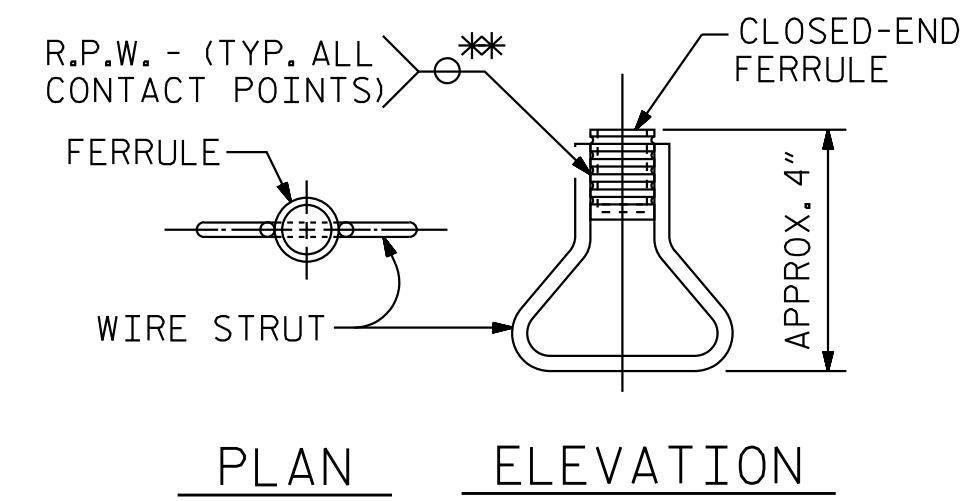 R.P.W. - (TYP. ALL
CONTACT POINTS)
**
CLOSED-END
FERRULE
FERRULE
WIRE STRUT
APPROX. 4"
PLAN
ELEVATION